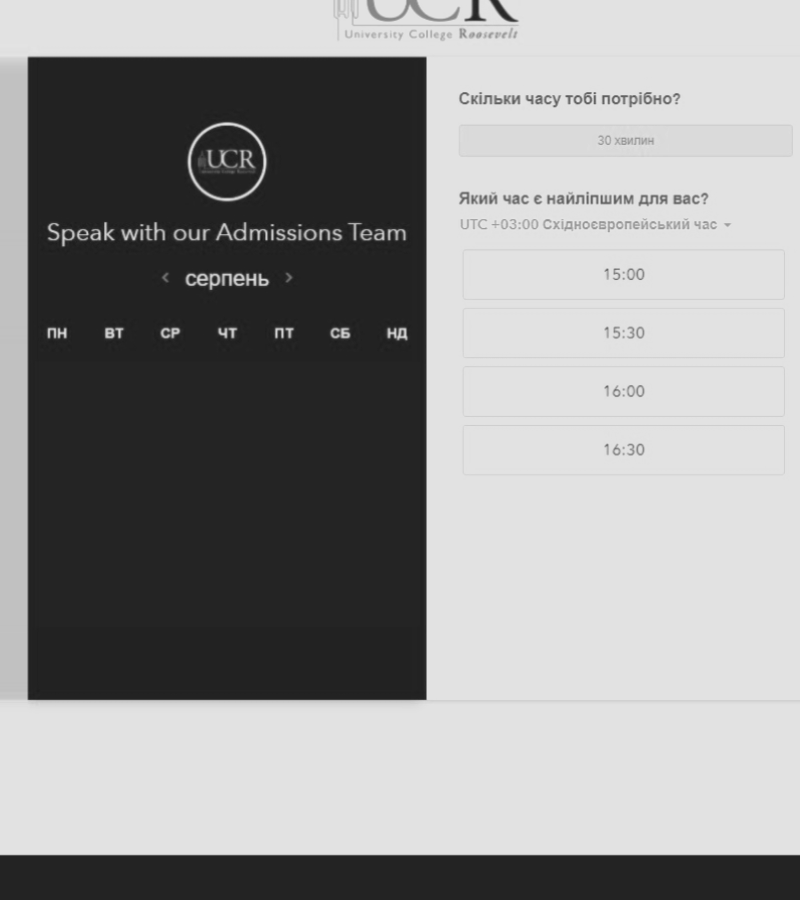 UCR
University College Roosevelt
UCR
Speak with our Admissions Team
серпень
ПН ВТ СР ЧТ ПТ СБ НД
Скільки часу тобі потрібно?
30 хвилин
Який час є найліпшим для вас?
UTC +03:00 Східноєвропейський час
15:00
15:30
16:00
16:30